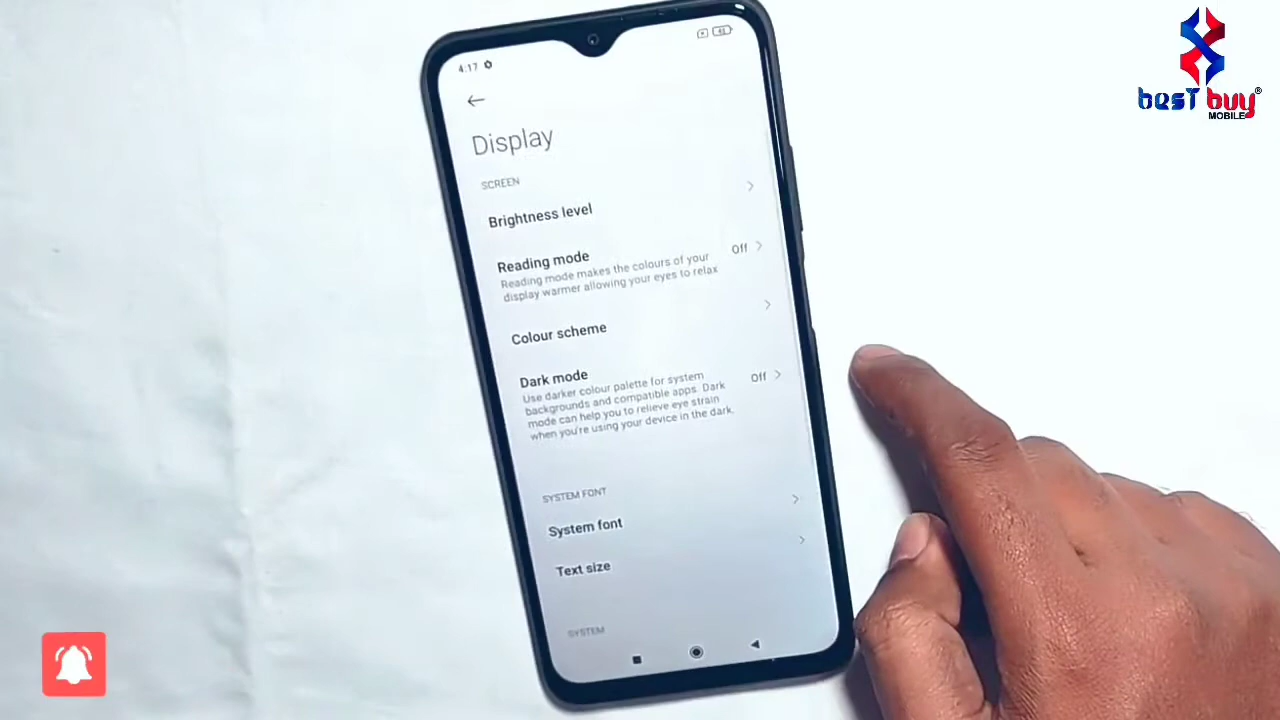 4:17
41
Display
SCREEN
Brightness level
Reading mode
Off
Reading mode makes the colours of your
display warmer allowing your eyes to relax
Colour scheme
Dark mode
Off
Use darker colour palette for system
backgrounds and compatible apps. Dark
mode can help you to relieve eye strain
when you're using your device in the dark.
SYSTEM FONT
System font
Text size
SYSTEM
besT buy®
MOBILE